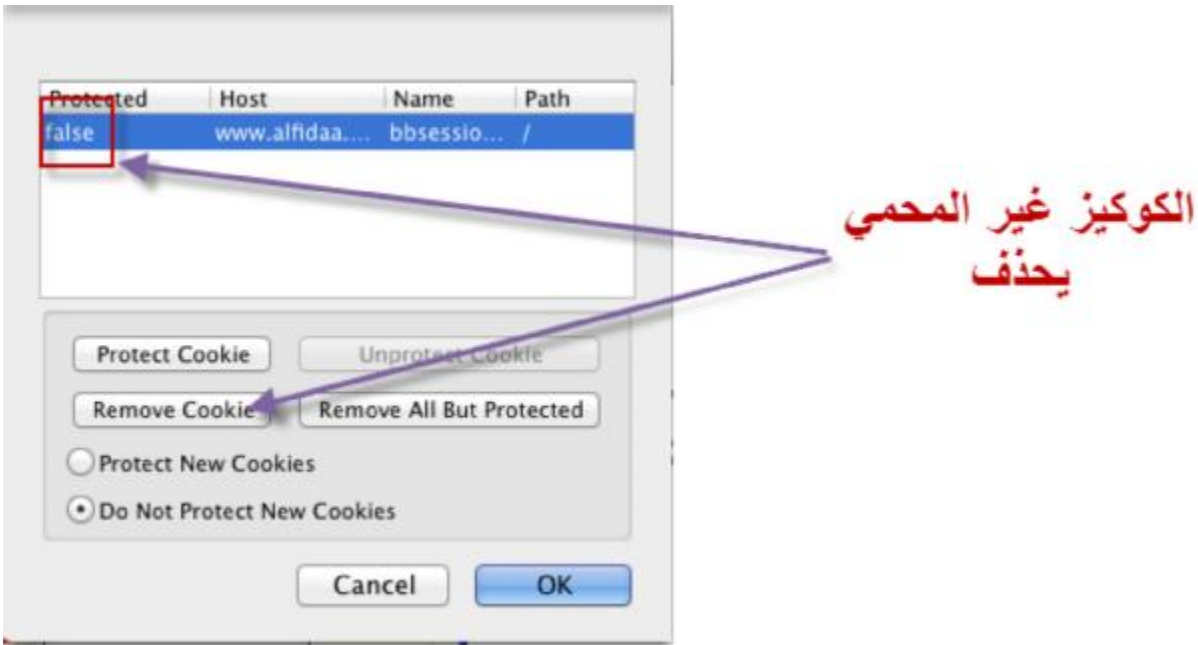 Protected Host Name Path
false www.alfidaa.... bbsessio... /
الكوكيز غير المحمي
يحذف
Protect Cookie Unprotect Cookie
Remove Cookie Remove All But Protected
Protect New Cookies
Do Not Protect New Cookies
Cancel OK